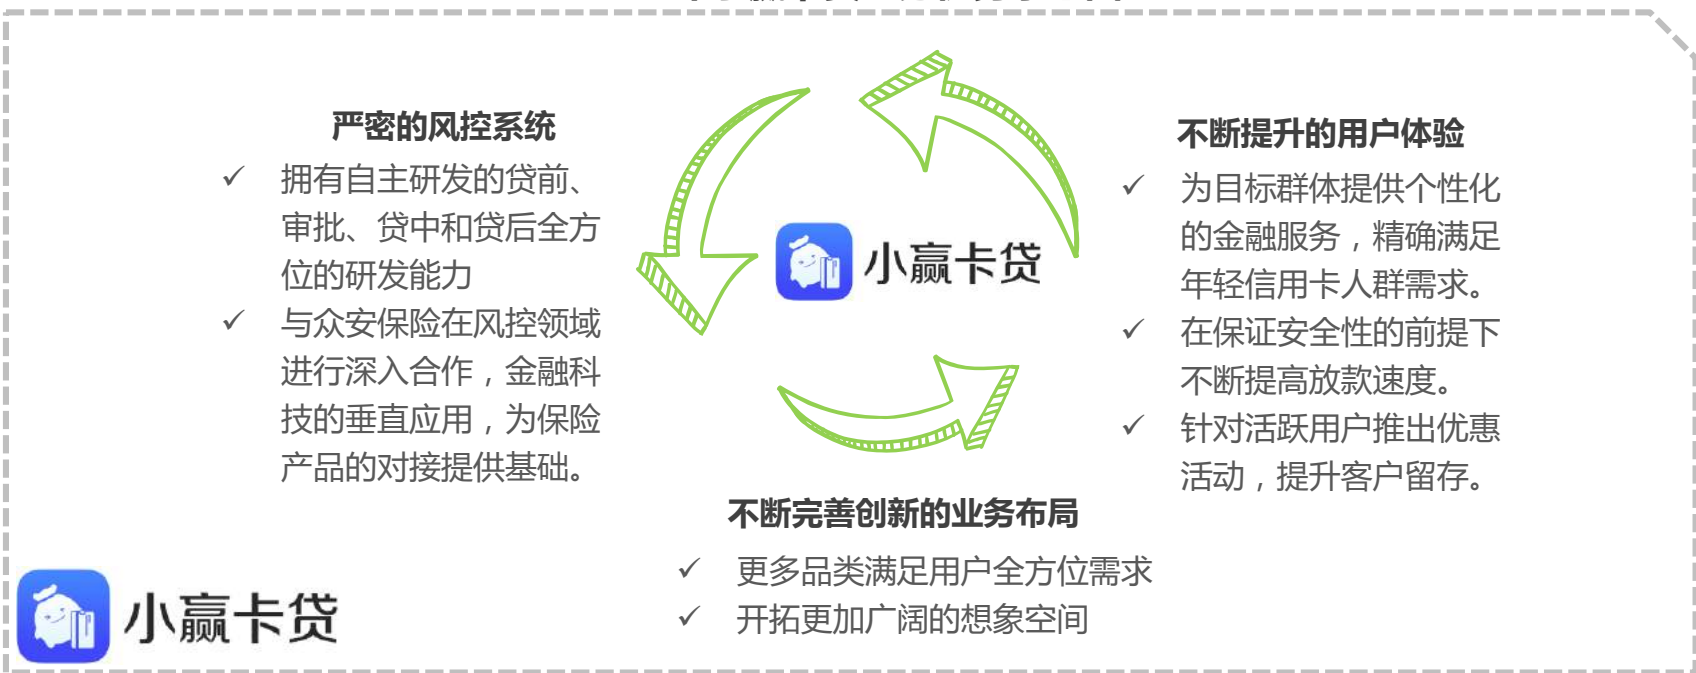 严密的风控系统
✓ 拥有自主研发的贷前、
审批、贷中和贷后全方
位的研发能力
✓ 与众安保险在风控领域
进行深入合作，金融科
技的垂直应用，为保险
产品的对接提供基础。
小赢卡贷
不断提升的用户体验
✓ 为目标群体提供个性化
的金融服务，精确满足
年轻信用卡人群需求。
✓ 在保证安全性的前提下
不断提高放款速度。
✓ 针对活跃用户推出优惠
活动，提升客户留存。
不断完善创新的业务布局
✓ 更多品类满足用户全方位需求
✓ 开拓更加广阔的想象空间
小赢卡贷